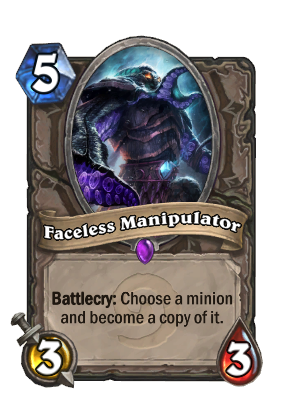 5
Faceless Manipulator
Battlecry: Choose a minion
and become a copy of it.
3 3